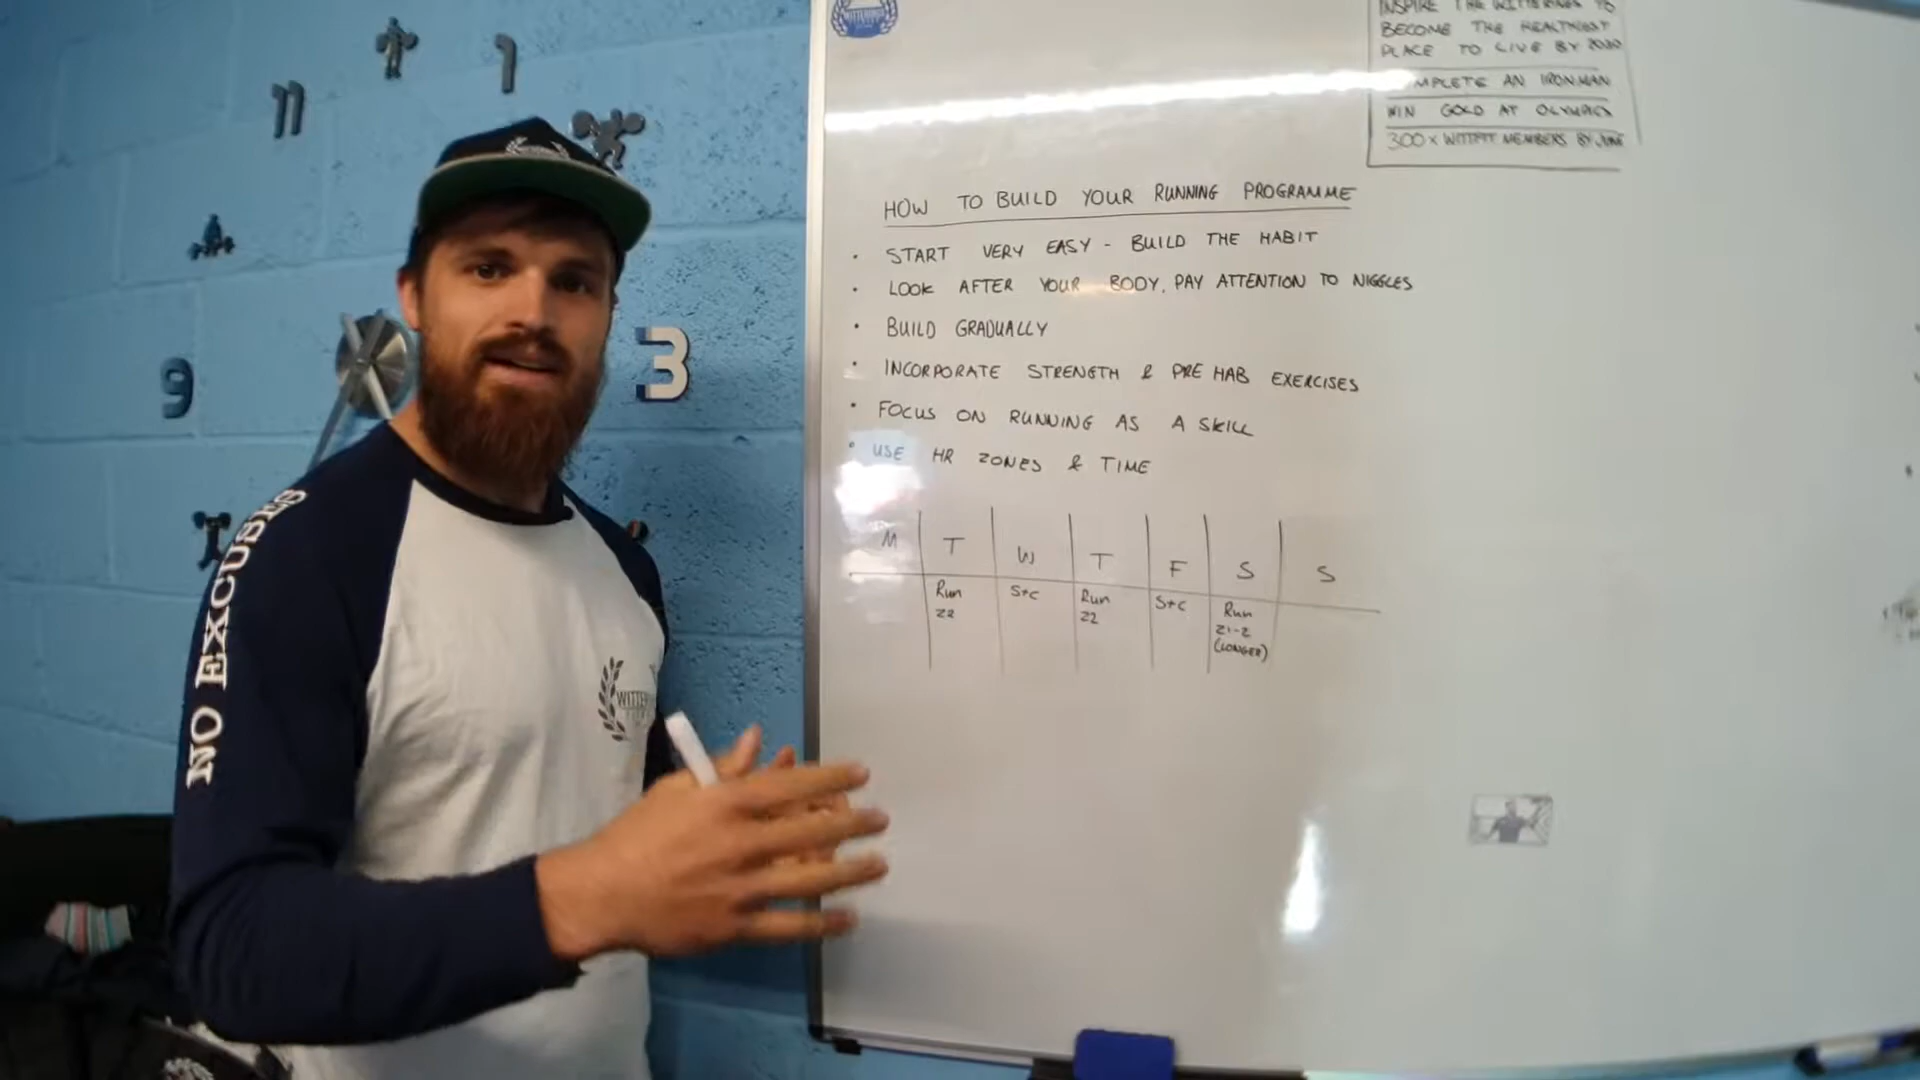 11
1
9
3
NO EXCUSES
INSPIRE THE WITTERINGS TO
BECOME THE HEALTHIEST
PLACE TO LIVE BY 2020
MPLETE AN IRONMAN
WIN GOLD AT OLYMPICS
300 x WITTFIT MEMBERS BY JUNE
HOW TO BUILD YOUR RUNNING PROGRAMME
• START VERY EASY - BUILD THE HABIT
• LOOK AFTER YOUR BODY, PAY ATTENTION TO NIGGLES
• BUILD GRADUALLY
• INCORPORATE STRENGTH & PRE HAB EXERCISES
• FOCUS ON RUNNING AS A SKILL
• USE HR ZONES & TIME
M T W T F S S
Run S+C Run S+C Run
Z2 Z2 Z1-2
(LONGER)